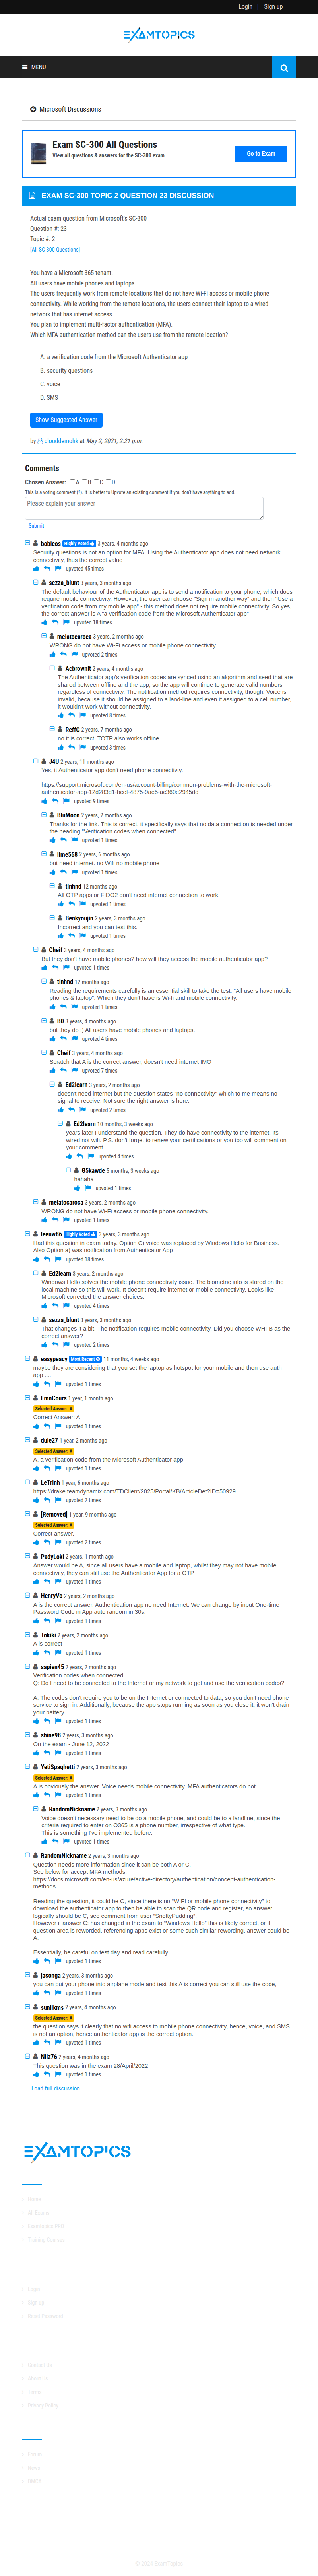 Login | Sign up
EXAMTOPICS
MENU
Microsoft Discussions
Exam SC-300 All Questions
View all questions & answers for the SC-300 exam
Go to Exam
EXAM SC-300 TOPIC 2 QUESTION 23 DISCUSSION
Actual exam question from Microsoft's SC-300
Question #: 23
Topic #: 2
[All SC-300 Questions]
You have a Microsoft 365 tenant.
All users have mobile phones and laptops.
The users frequently work from remote locations that do not have Wi-Fi access or mobile phone
connectivity. While working from the remote locations, the users connect their laptop to a wired
network that has internet access.
You plan to implement multi-factor authentication (MFA).
Which MFA authentication method can the users use from the remote location?
A. a verification code from the Microsoft Authenticator app
B. security questions
C. voice
D. SMS
Show Suggested Answer
by clouddemohk at May 2, 2021, 2:21 p.m.
Comments
Chosen Answer: A B C D
This is a voting comment (?). It is better to Upvote an existing comment if you don't have anything to add.
Please explain your answer
Submit
bobicos Highly Voted 3 years, 4 months ago
Security questions is not an option for MFA. Using the Authenticator app does not need network
connectivity, thus the correct value
upvoted 45 times
sezza_blunt 3 years, 3 months ago
The default behaviour of the Authenticator app is to send a notification to your phone, which does
require mobile connectivity. However, MS assumes you can choose "Sign in another way" and then "Use a
verification code from my mobile app" - this method does not require mobile connectivity. So yes,
the correct answer is A "a verification code from the Microsoft Authenticator app"
upvoted 18 times
melatocaroca 3 years, 2 months ago
WRONG do not have Wi-Fi access or mobile phone connectivity.
upvoted 2 times
Acbrownit 2 years, 4 months ago
The Authenticator app's verification codes are synced using an algorithm and seed that are
shared between offline and the app, so the app will continue to generate valid numbers even
when completely offline. The notification method requires connectivity, though. Voice is
invalid, because it should be assigned to a land-line and even if assigned to a cell number,
it wouldn't work without connectivity.
upvoted 8 times
ReffG 2 years, 7 months ago
no it is correct, TOTP also works offline.
upvoted 3 times
J4U 2 years, 11 months ago
Yes, it Authenticator app don't need phone connectivity.
https://support.microsoft.com/en-us/account-billing/common-problems-with-the-microsoft-
authenticator-app-12d283d1-bcef-4875-9ae5-ac360e2945dd
upvoted 9 times
BluMoon 2 years, 2 months ago
Thanks for the link. This is correct, it specifically says that no data connection is needed under
the heading "Verification codes when connected".
upvoted 1 times
lime568 2 years, 6 months ago
but need internet. no Wifi no mobile phone
upvoted 1 times
tinhnd 12 months ago
All OTP apps or FIDO2 don't need internet connection to work.
upvoted 1 times
Benkyoujin 2 years, 3 months ago
Incorrect and you can test this.
upvoted 1 times
Cheif 3 years, 4 months ago
But they don't have mobile phones? how will they access the mobile authenticator app?
upvoted 1 times
tinhnd 12 months ago
Reading the requirements carefully is an essential skill to take the test. "All users have mobile
phones & laptop". Which they don't have is Wi-fi and mobile connectivity.
upvoted 1 times
BO 3 years, 4 months ago
but they do :) All users have mobile phones and laptops.
upvoted 4 times
Cheif 3 years, 4 months ago
Scratch that A is the correct answer, doesn't need internet IMO
upvoted 7 times
Ed2learn 3 years, 2 months ago
doesn't need internet but the question states "no connectivity" which to me means no
signal to receive. Not sure the right answer is here.
upvoted 2 times
Ed2learn 10 months, 3 weeks ago
years later I understand the question C) They do have connectivity to the internet. Its
wired not wifi. P.S. don't forget to renew your certifications or you too will comment on
your comment.
upvoted 4 times
G5kawde 5 months, 3 weeks ago
hahaha
upvoted 1 times
melatocaroca 3 years, 2 months ago
WRONG do not have Wi-Fi access or mobile phone connectivity.
upvoted 1 times
leeuw86 Highly Voted 3 years, 3 months ago
Had this question in exam today. Option C) voice was replaced by Windows Hello for Business.
Also Option a) was notification from Authenticator App
upvoted 18 times
Ed2learn 3 years, 2 months ago
Windows Hello solves the mobile phone connectivity issue. The biometric info is stored on the
local machine so this will work. It doesn't require internet or mobile connectivity. Looks like
Microsoft corrected the answer choices.
upvoted 4 times
sezza_blunt 3 years, 3 months ago
That changes it a bit. The notification requires mobile connectivity. Did you choose WHFB as the
correct answer?
upvoted 2 times
easypeacy Most Recent 11 months, 4 weeks ago
maybe they are considering that you set the laptop as hotspot for your mobile and then use auth
app ....
upvoted 1 times
EmnCours 1 year, 1 month ago
Selected Answer: A
Correct Answer: A
upvoted 1 times
dule27 1 year, 2 months ago
Selected Answer: A
A. a verification code from the Microsoft Authenticator app
upvoted 1 times
LeTrinh 1 year, 6 months ago
https://drake.teamdynamix.com/TDClient/2025/Portal/KB/ArticleDet?ID=50929
upvoted 2 times
[Removed] 1 year, 9 months ago
Selected Answer: A
Correct answer.
upvoted 2 times
PadyLoki 2 years, 1 month ago
Answer would be A, since all users have a mobile and laptop, whilst they may not have mobile
connectivity, they can still use the Authenticator App for a OTP
upvoted 1 times
HenryVo 2 years, 2 months ago
A is the correct answer. Authentication app no need Internet. We can change by input One-time
Password Code in App auto random in 30s.
upvoted 1 times
Tokiki 2 years, 2 months ago
A is correct
upvoted 1 times
sapien45 2 years, 2 months ago
Verification codes when connected
Q: Do I need to be connected to the Internet or my network to get and use the verification codes?
A: The codes don't require you to be on the Internet or connected to data, so you don't need phone
service to sign in. Additionally, because the app stops running as soon as you close it, it won't drain
your battery.
upvoted 1 times
shine98 2 years, 3 months ago
On the exam - June 12, 2022
upvoted 1 times
YetiSpaghetti 2 years, 3 months ago
Selected Answer: A
A is obviously the answer. Voice needs mobile connectivity. MFA authenticators do not.
upvoted 1 times
RandomNickname 2 years, 3 months ago
Voice doesn't necessary need to be do a mobile phone, and could be to a landline, since the
criteria required to enter on O365 is a phone number, irrespective of what type.
This is something I've implemented before.
upvoted 1 times
RandomNickname 2 years, 3 months ago
Question needs more information since it can be both A or C.
See below for accept MFA methods;
https://docs.microsoft.com/en-us/azure/active-directory/authentication/concept-authentication-
methods
Reading the question, it could be C, since there is no "WIFI or mobile phone connectivity" to
download the authenticator app to then be able to scan the QR code and register, so answer
logically should be C, see comment from user "SnottyPudding".
However if answer C: has changed in the exam to "Windows Hello" this is likely correct, or if
question area is reworded, referencing apps exist or some such similar rewording, answer could be
A.
Essentially, be careful on test day and read carefully.
upvoted 1 times
jasonga 2 years, 3 months ago
you can put your phone into airplane mode and test this A is correct you can still use the code,
upvoted 1 times
sunilkms 2 years, 4 months ago
Selected Answer: A
the question says it clearly that no wifi access to mobile phone connectivity, hence, voice, and SMS
is not an option, hence authenticator app is the correct option.
upvoted 1 times
Nilz76 2 years, 4 months ago
This question was in the exam 28/April/2022
upvoted 1 times
Load full discussion...
EXAMTOPICS
Login
Sign up
Contact Us
About Us
Privacy Policy
DMCA